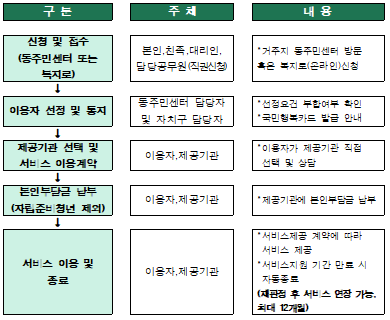 구 분
주 체
내 용
신청 및 접수
(동주민센터 또는
복지로)
본인,친족,대리인,
담당공무원(직권신청)
*거주지 동주민센터 방문
혹은 복지로(온라인)신청
↓
이용자 선정 및 통지
동주민센터 담당자
및 자치구 담당자
*선정요건 부합여부 확인
*국민행복카드 발급 안내
↓
제공기관 선택 및
서비스 이용계약
이용자,제공기관
*이용자가 제공기관 직접
선택 및 상담
↓
본인부담금 납부
(자립준비청년 제외)
이용자,제공기관
*제공기관에 본인부담금 납부
↓
서비스 이용 및
종료
이용자,제공기관
*서비스제공 계약에 따라
서비스 제공
*서비스지원 기간 만료 시
자동종료
(재판정 후 서비스 연장 가능,
최대 12개월)